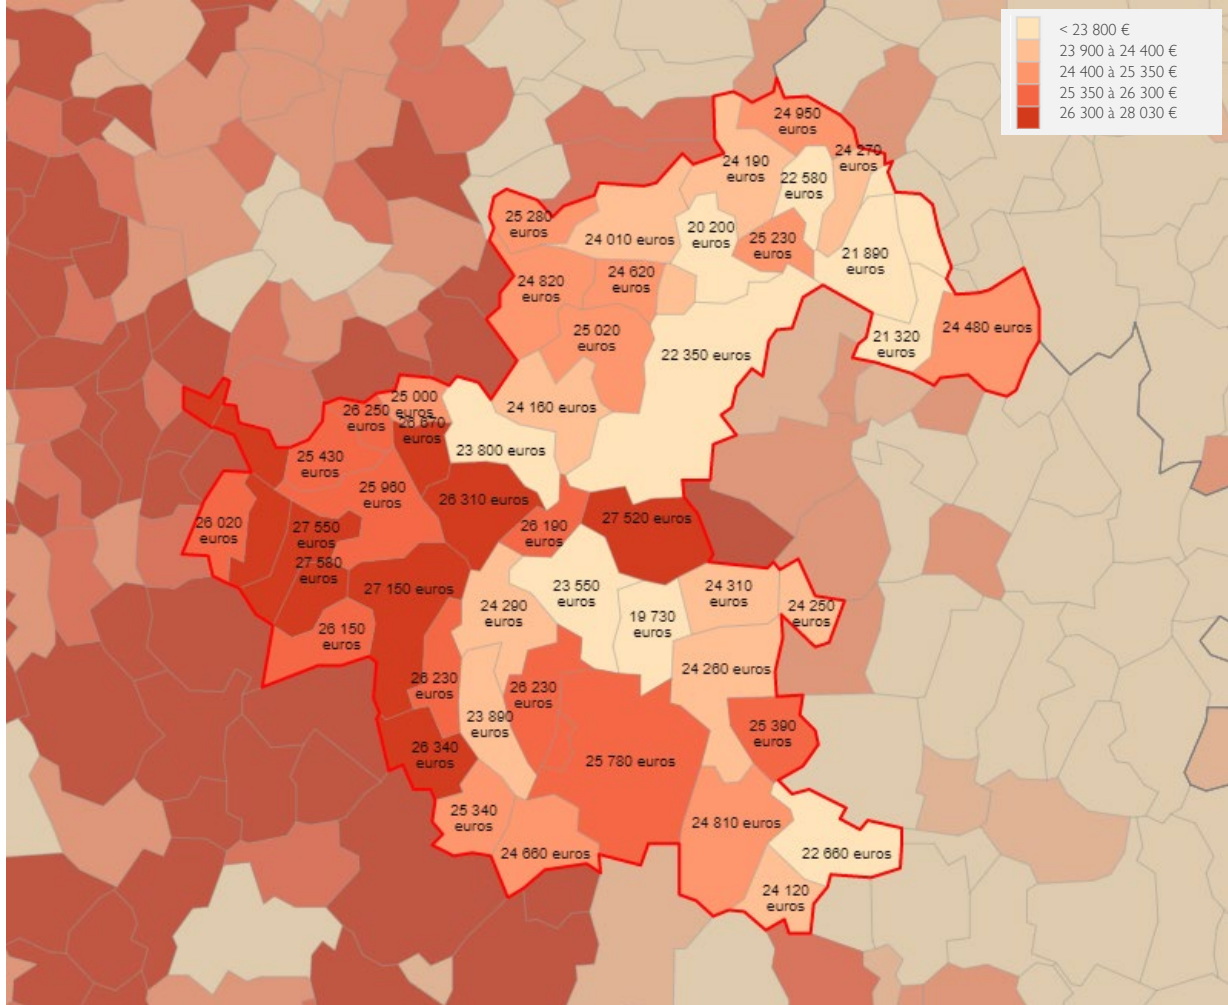 < 23 800 €
23 900 à 24 400 €
24 400 à 25 350 €
25 350 à 26 300 €
26 300 à 28 030 €
24 950
euros
24 270
euros
24 190
euros
22 580
euros
25 280
euros
24 010 euros
20 200
euros
25 230
euros
21 890
euros
24 820
euros
24 620
euros
25 020
euros
22 350 euros
21 320
euros
24 480 euros
25 000
euros
26 250
euros
26 670
euros
24 160 euros
23 800 euros
25 430
euros
25 960
euros
26 310 euros
26 020
euros
27 550
euros
26 190
euros
27 520 euros
27 580
euros
27 150 euros
23 550
euros
24 310
euros
24 290
euros
19 730
euros
24 250
euros
26 150
euros
24 260 euros
26 230
euros
26 230
euros
23 890
euros
25 390
euros
26 340
euros
25 780 euros
25 340
euros
24 810 euros
24 660 euros
22 660 euros
24 120
euros